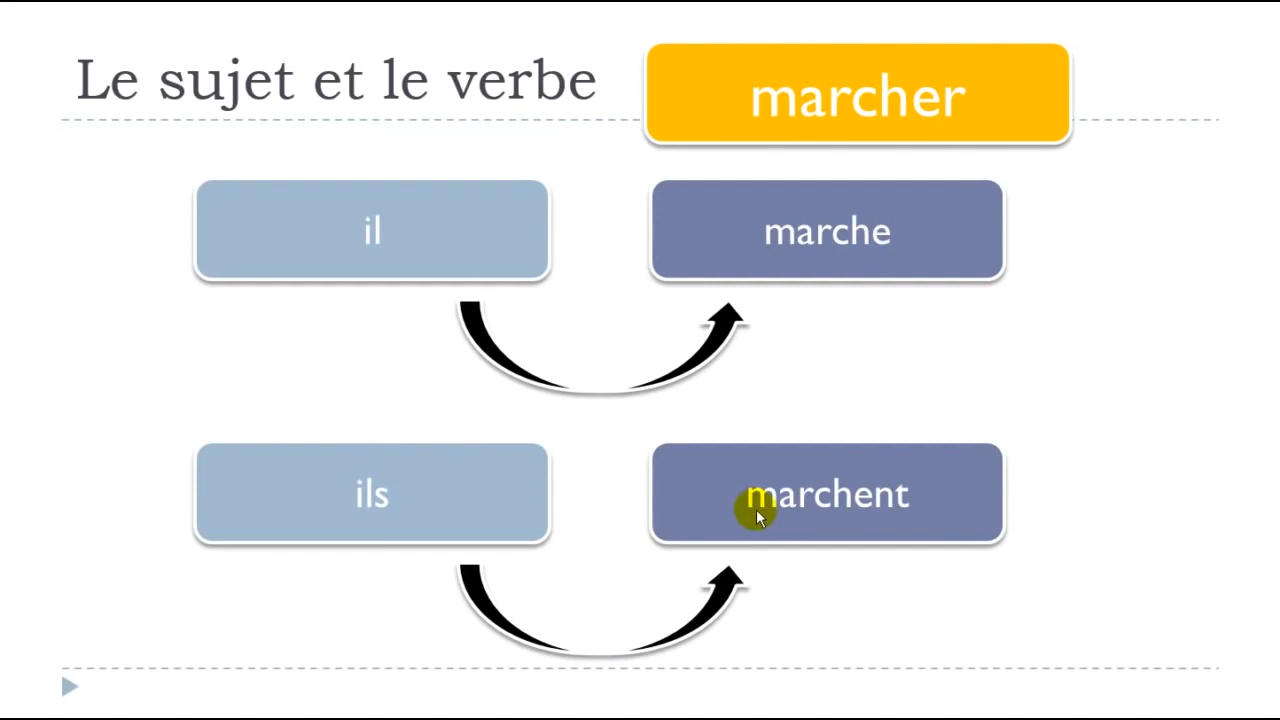 Le sujet et le verbe
marcher
il
marche
ils
marchent